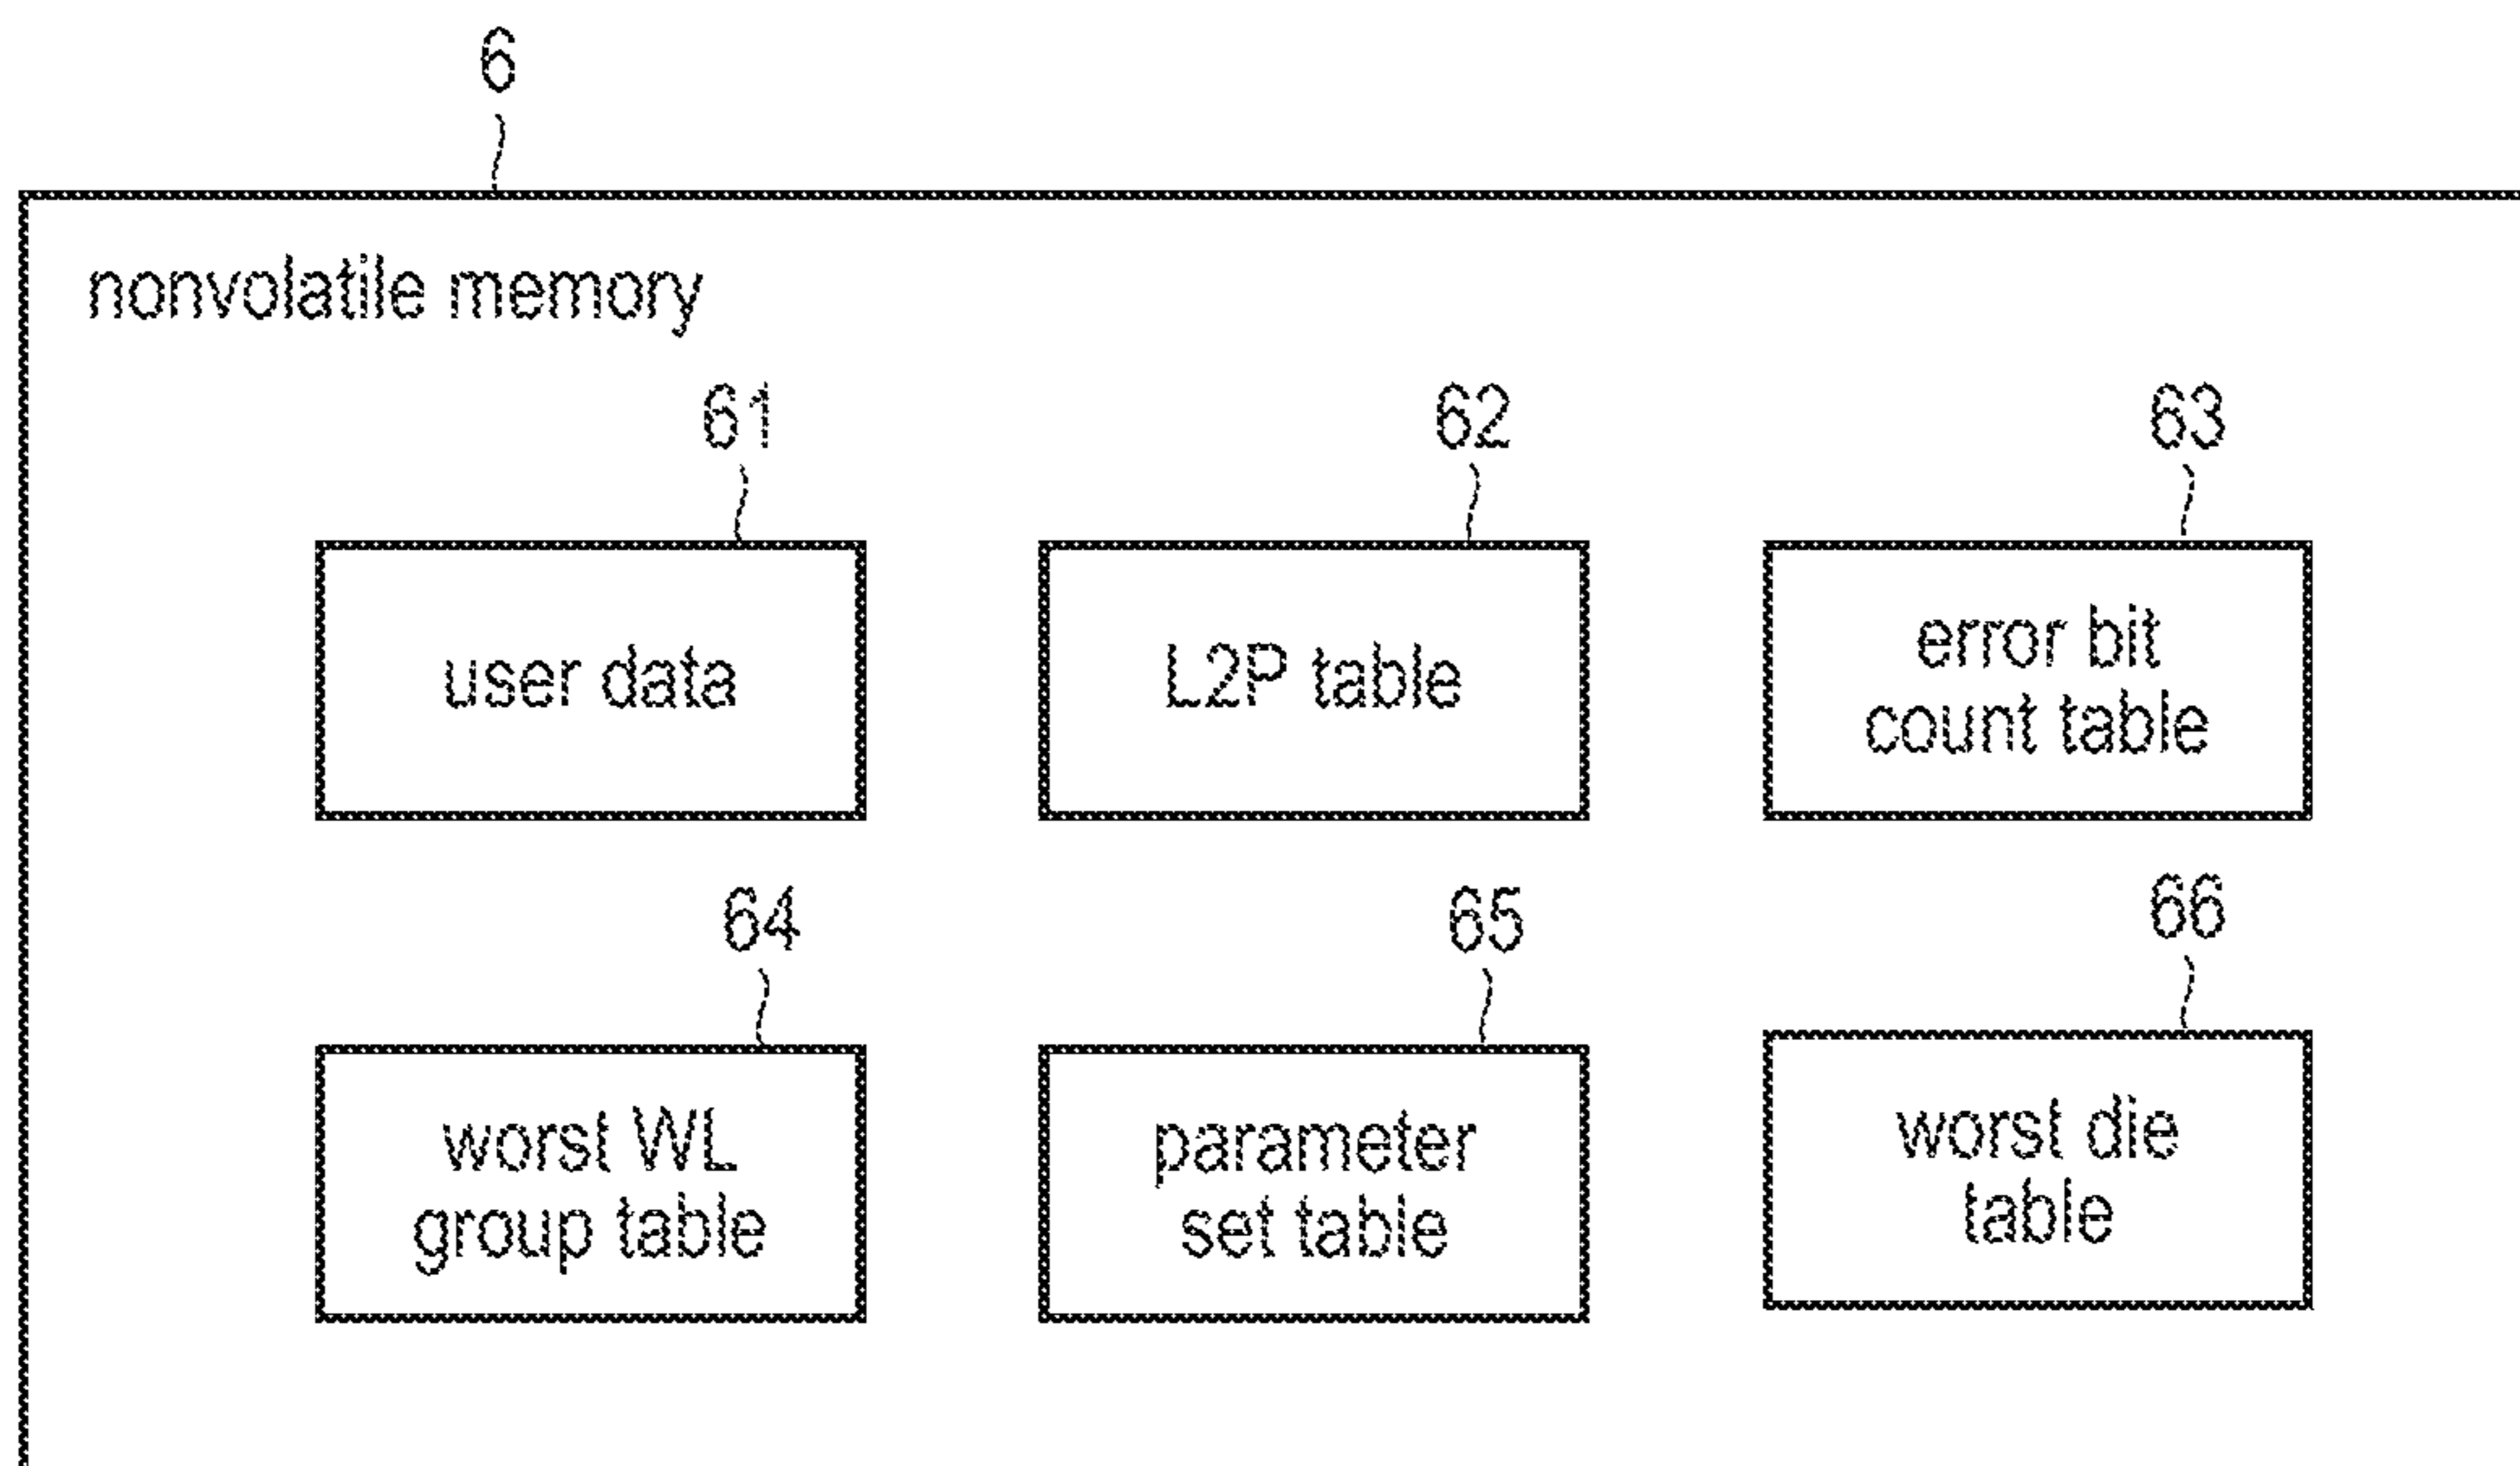 6
nonvolatile memory
61
62
63
user data
L2P table
error bit
count table
64
65
66
worst WL
group table
parameter
set table
worst die
table